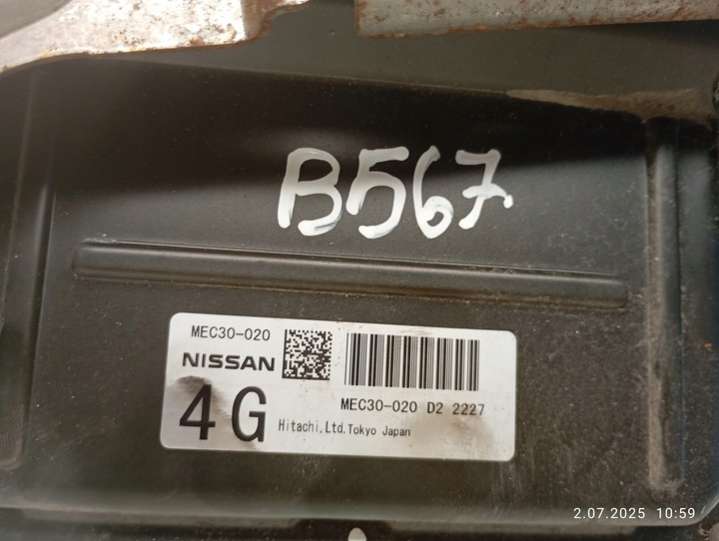 B567
MEC30-020
NISSAN
MEC30-020 D2 2227
4G
Hitachi,Ltd.Tokyo Japan
2.07.2025 10:59